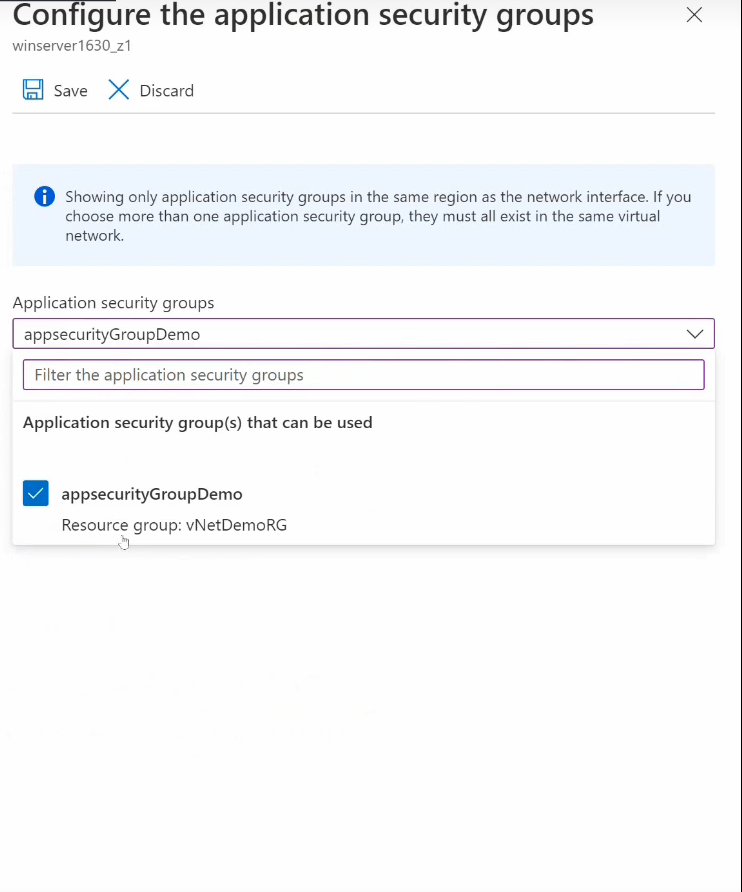 Configure the application security groups
winserver1630_z1
Save Discard
Showing only application security groups in the same region as the network interface. If you
choose more than one application security group, they must all exist in the same virtual
network.
Application security groups
appsecurityGroupDemo
Filter the application security groups
Application security group(s) that can be used
appsecurityGroupDemo
Resource group: vNetDemoRG